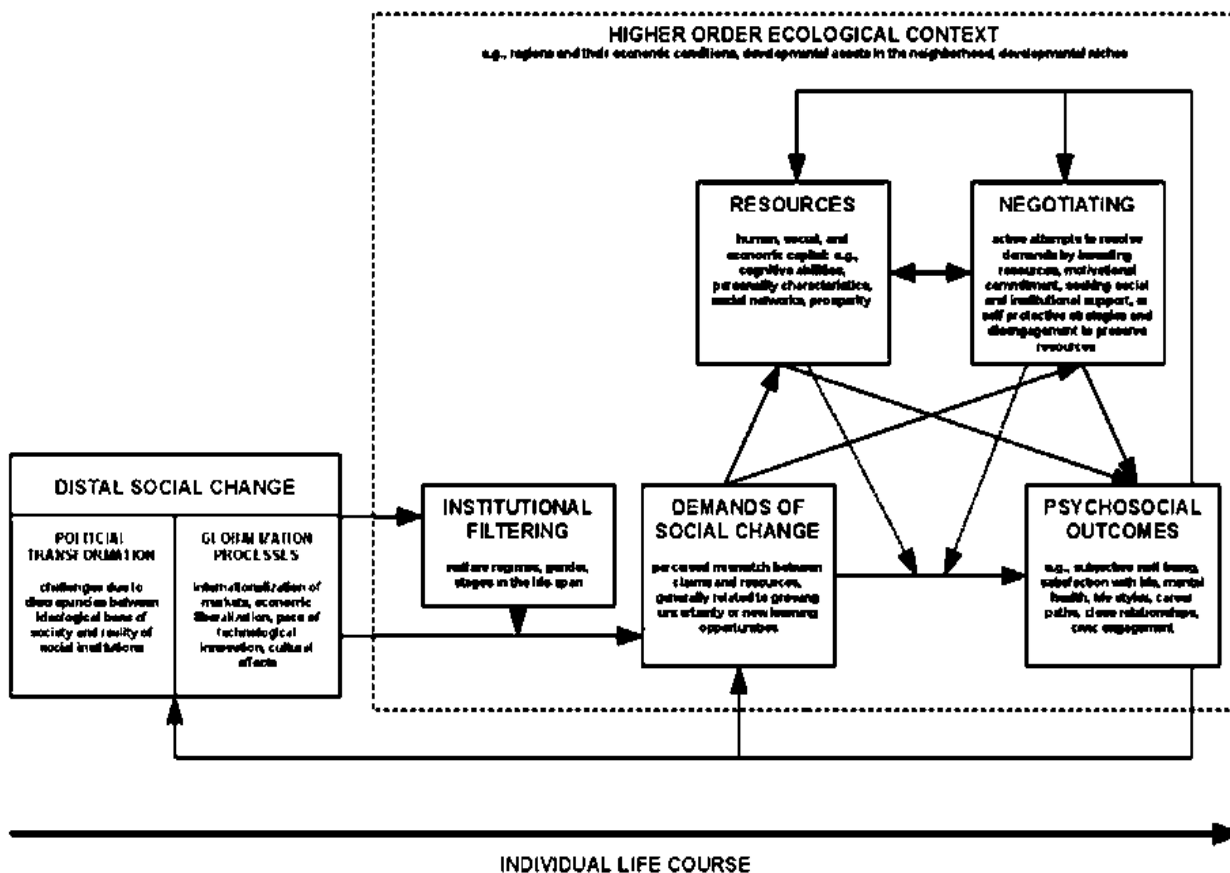 HIGHER ORDER ECOLOGICAL CONTEXT
e.g., regions and their economic conditions, developmental assets in the neighborhood, developmental niches
RESOURCES
human, social, and
economic capital: e.g.,
cognitive abilities,
personality characteristics,
social networks, prosperity
NEGOTIATING
active attempts to resolve
demands by investing
resources, motivational
commitment, seeking social
and institutional support, or
self protective strategies and
disengagement to preserve
resources
DISTAL SOCIAL CHANGE
POLITICIAL
TRANSFORMATION
challenges due to
discrepancies between
ideological base of
society and reality of
social institutions
GLOBALIZATION
PROCESSES
internationalization of
markets, economic
liberalization, pace of
technological
innovation, cultural
effects
INSTITUTIONAL
FILTERING
welfare regimes, gender,
stages in the life span
DEMANDS OF
SOCIAL CHANGE
perceived mismatch between
claims and resources,
generally related to growing
uncertainty or new learning
opportunities
PSYCHOSOCIAL
OUTCOMES
e.g., subjective well being,
satisfaction with life, mental
health, life styles, career
paths, close relationships,
civic engagement
INDIVIDUAL LIFE COURSE